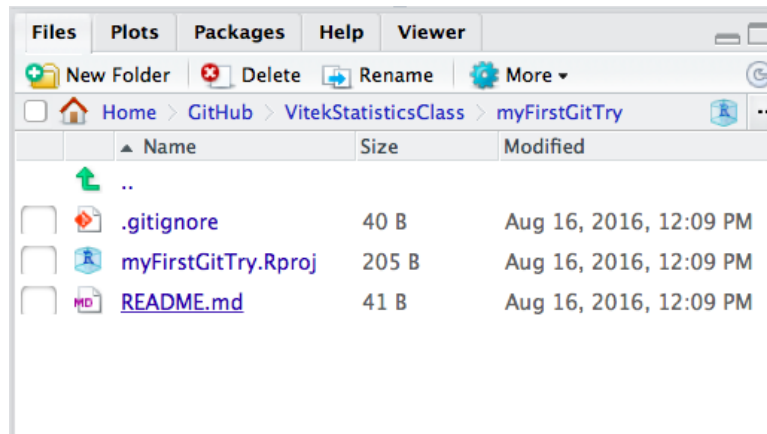 Files Plots Packages Help Viewer
New Folder Delete Rename More
Home GitHub VitekStatisticsClass myFirstGitTry
Name Size Modified
..
.gitignore 40 B Aug 16, 2016, 12:09 PM
myFirstGitTry.Rproj 205 B Aug 16, 2016, 12:09 PM
MD README.md 41 B Aug 16, 2016, 12:09 PM